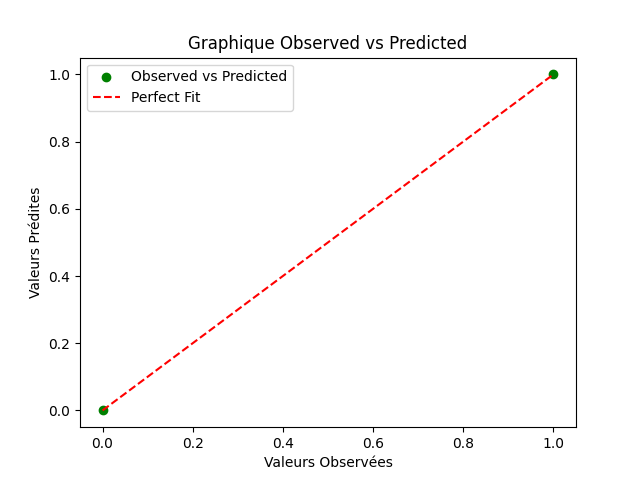 Graphique Observed vs Predicted
Observed vs Predicted
Perfect Fit
1.0
0.8
0.6
0.4
0.2
0.0
Valeurs Prédites
0.0 0.2 0.4 0.6 0.8 1.0
Valeurs Observées